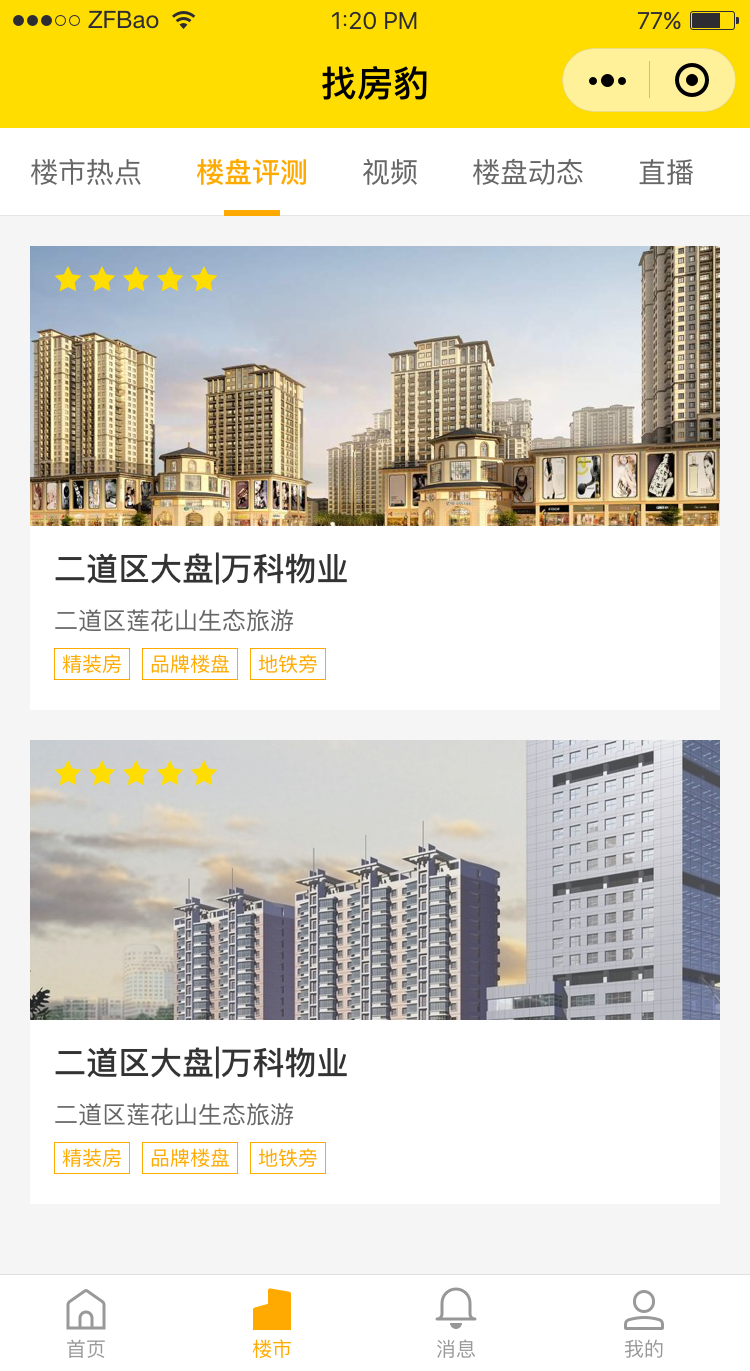 ZFBao 1:20 PM 77%
找房豹
楼市热点 楼盘评测 视频 楼盘动态 直播
二道区大盘|万科物业
二道区莲花山生态旅游
精装房 品牌楼盘 地铁旁
二道区大盘|万科物业
二道区莲花山生态旅游
精装房 品牌楼盘 地铁旁
首页 楼市 消息 我的